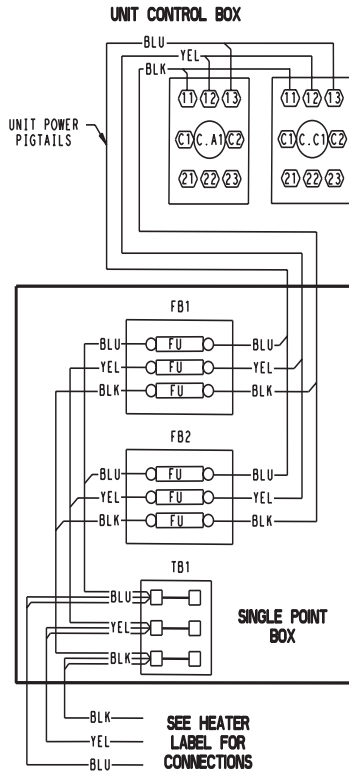 UNIT CONTROL BOX
BLU
YEL
BLK
11 12 13 11 12 13
UNIT POWER
PIGTAILS
C1 C.A1 C2 C1 C.C1 C2
21 22 23 21 22 23
FB1
BLU FU BLU
YEL FU YEL
BLK FU BLK
FB2
BLU FU BLU
YEL FU YEL
BLK FU BLK
TB1
BLU
YEL
BLK
SINGLE POINT
BOX
BLK
YEL
BLU
SEE HEATER
LABEL FOR
CONNECTIONS